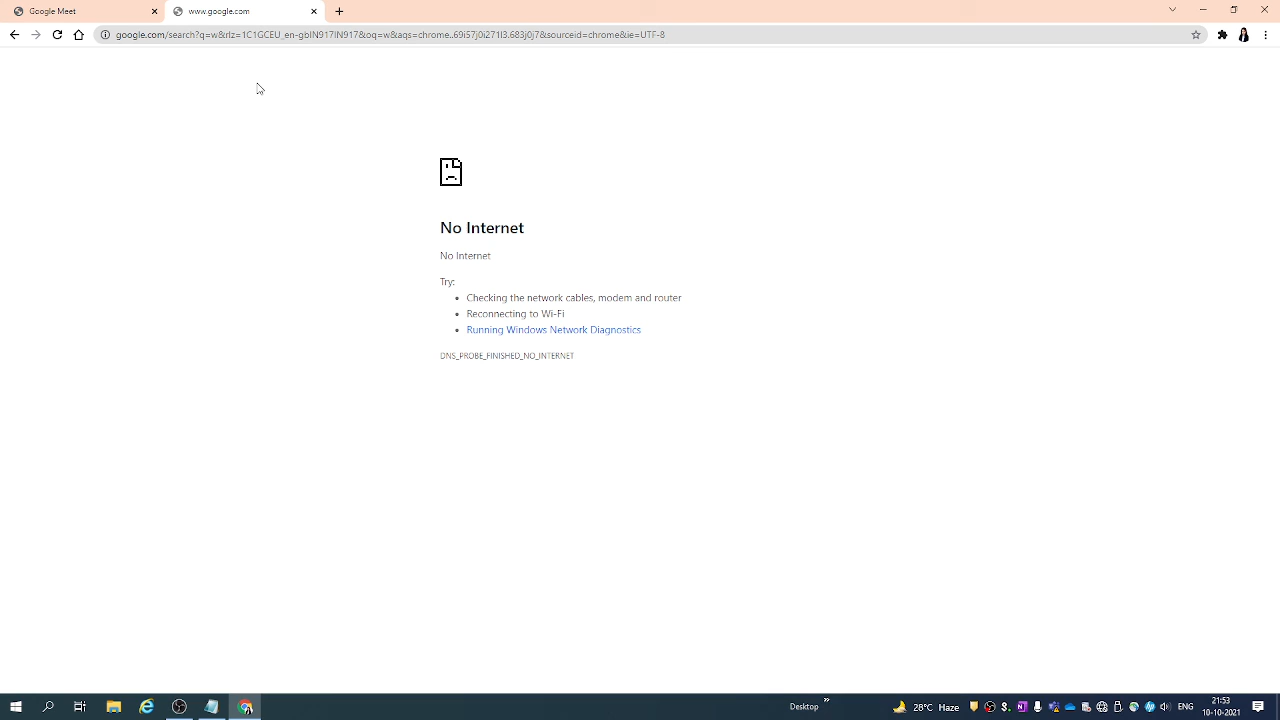 Google Meet
www.google.com
google.com/search?q=w&rlz=1C1GCEU_en-gbIN917IN917&oq=w&aqs=chrome..69i57j0i271l3.683j0j7&sourceid=chrome&ie=UTF-8
No Internet
No Internet
Try:
• Checking the network cables, modem and router
• Reconnecting to Wi-Fi
• Running Windows Network Diagnostics
DNS_PROBE_FINISHED_NO_INTERNET
Desktop
28°C Haze
ENG
21:53
10-10-2021